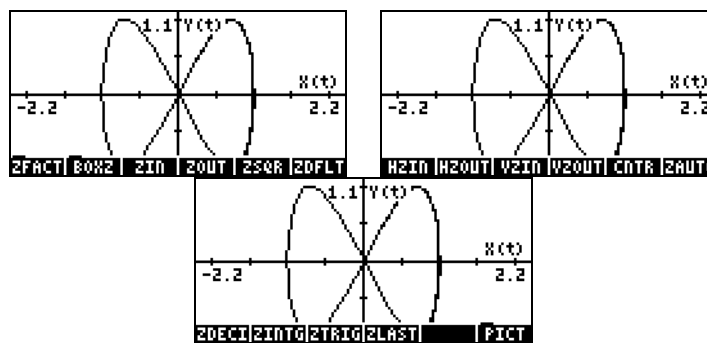 1.1 Y(t)
X(t)
-2.2 2.2
ZFACT BOXZ ZIN ZOUT ZSQR ZDFLT
1.1 Y(t)
X(t)
-2.2 2.2
HZIN HZOUT VZIN VZOUT CNTR ZAUTO
1.1 Y(t)
X(t)
-2.2 2.2
ZDECI ZINTG ZTRIG ZLAST PICT